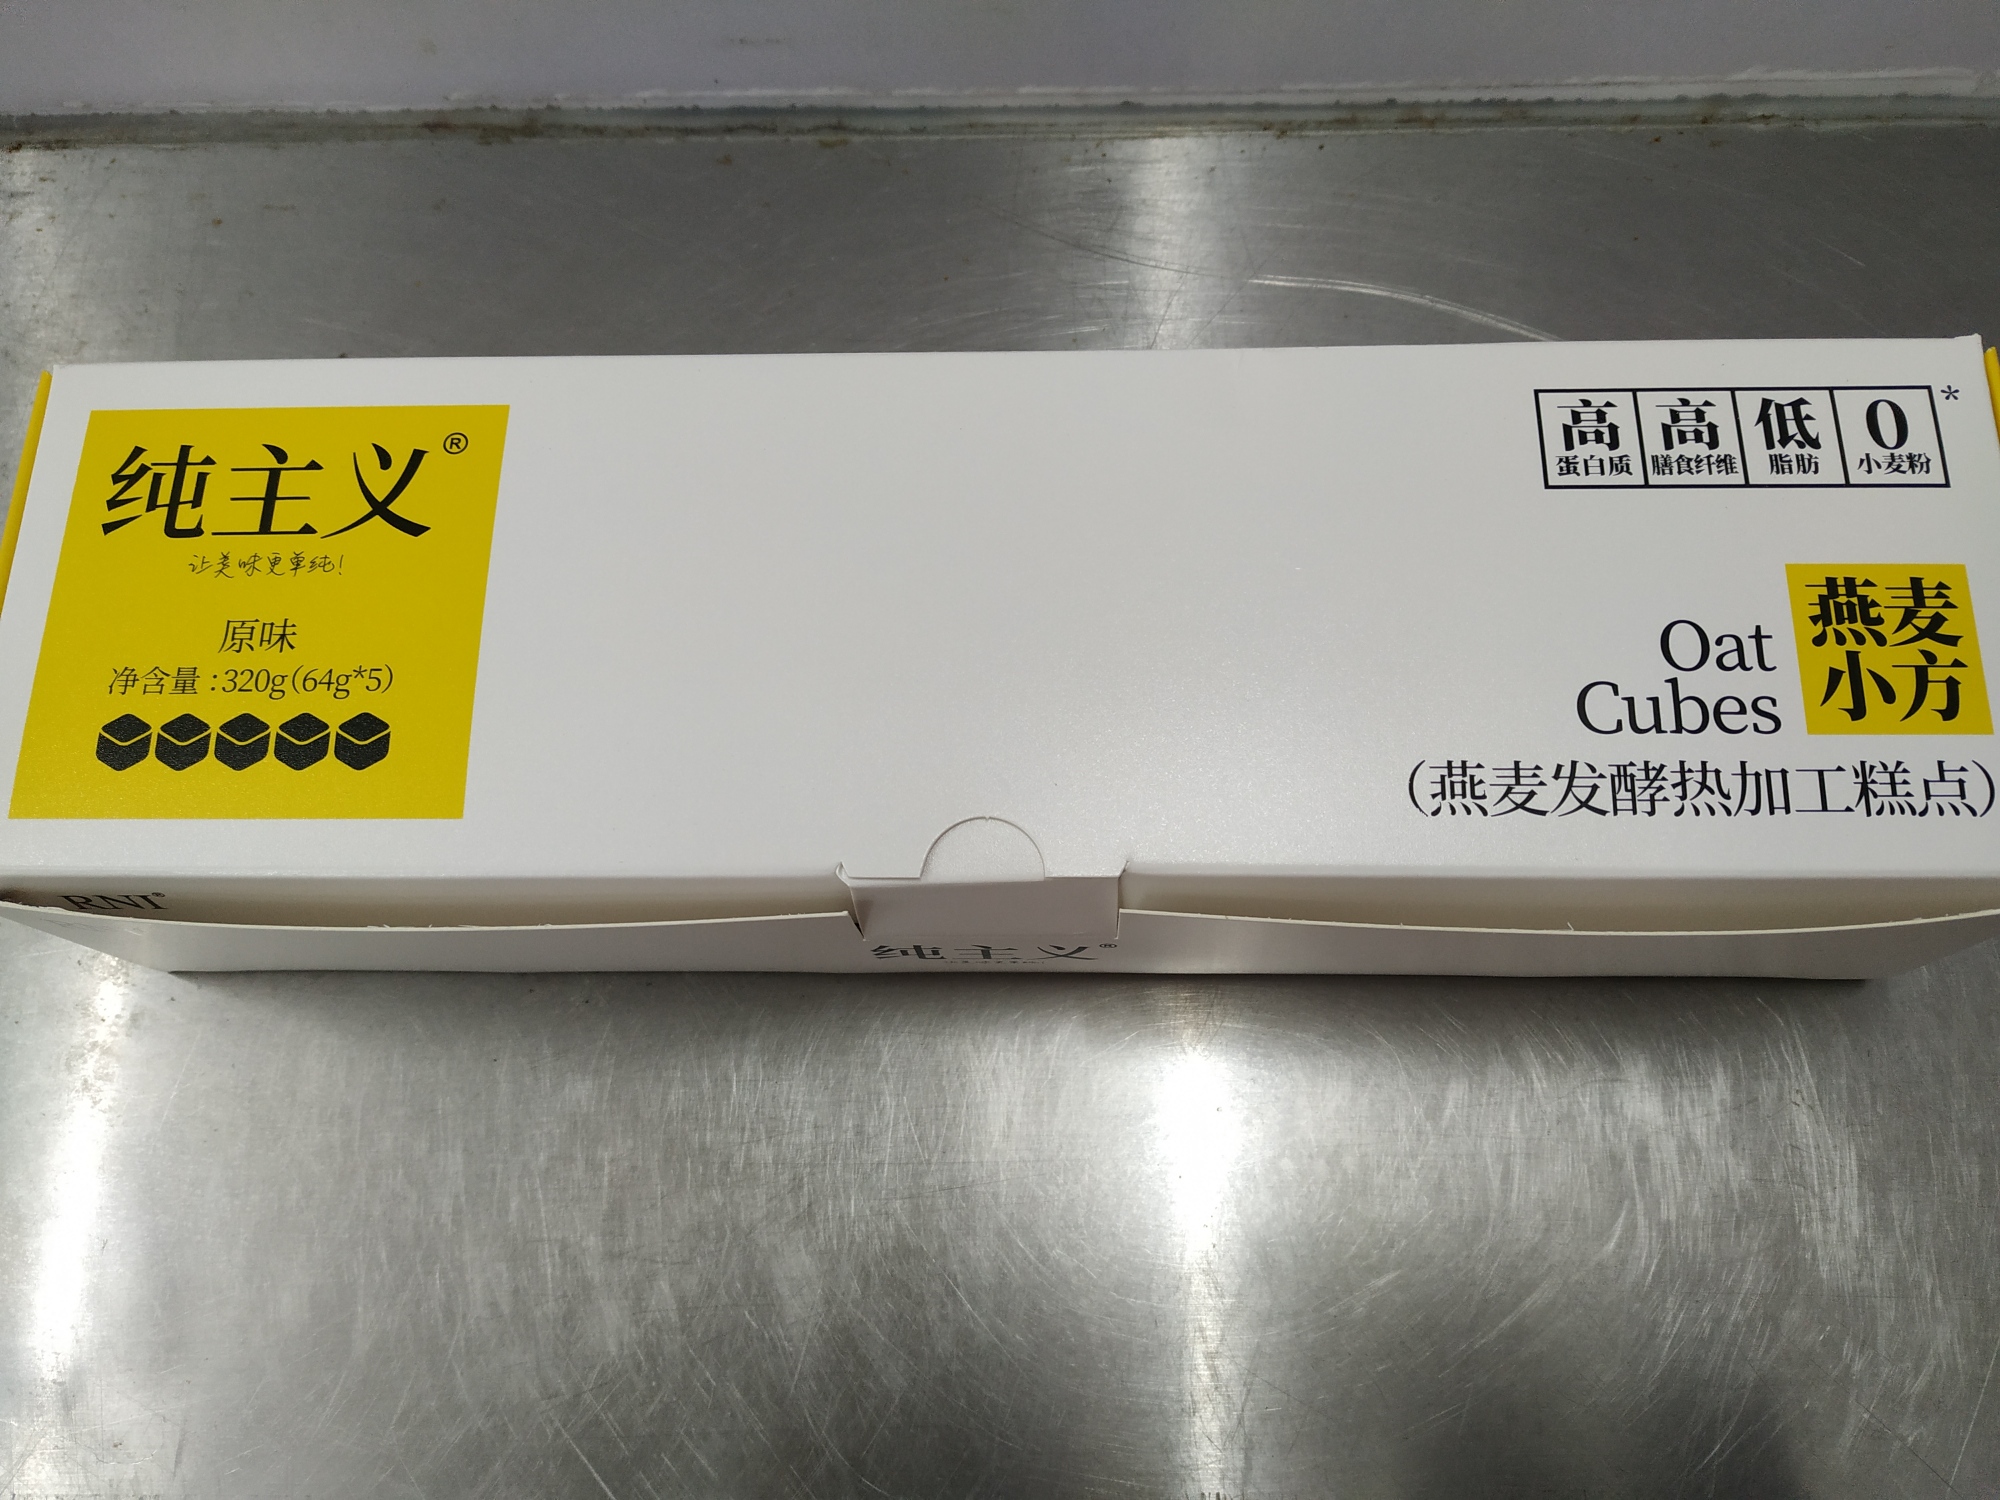 纯主义®
让美味更单纯!
原味
净含量:320g(64g*5)
高 高 低 0*
蛋白质 膳食纤维 脂肪 小麦粉
燕麦
小方
Oat
Cubes
(燕麦发酵热加工糕点)
RNI®
纯主义®